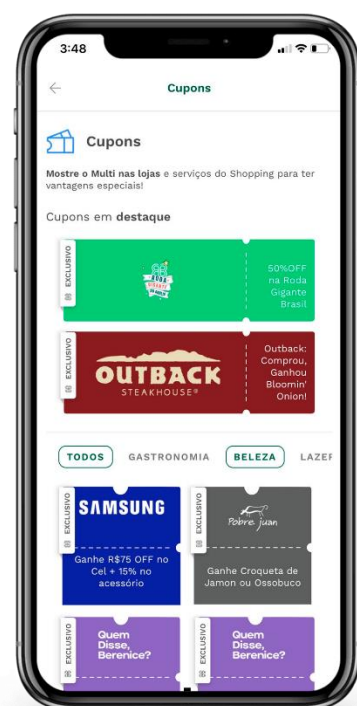 3:48
Cupons
Cupons
Mostre o Multi nas lojas e serviços do Shopping para ter
vantagens especiais!
Cupons em destaque
EXCLUSIVO
50%OFF
na Roda
Gigante
Brasil
EXCLUSIVO
OUTBACK
STEAKHOUSE®
Outback:
Comprou,
Ganhou
Bloomin'
Onion!
TODOS GASTRONOMIA BELEZA LAZER
EXCLUSIVO
SAMSUNG
Ganhe R$75 OFF no
Cel + 15% no
acessório
EXCLUSIVO
Pobre juan
Ganhe Croqueta de
Jamon ou Ossobuco
EXCLUSIVO
Quem
Disse,
Berenice?
EXCLUSIVO
Quem
Disse,
Berenice?